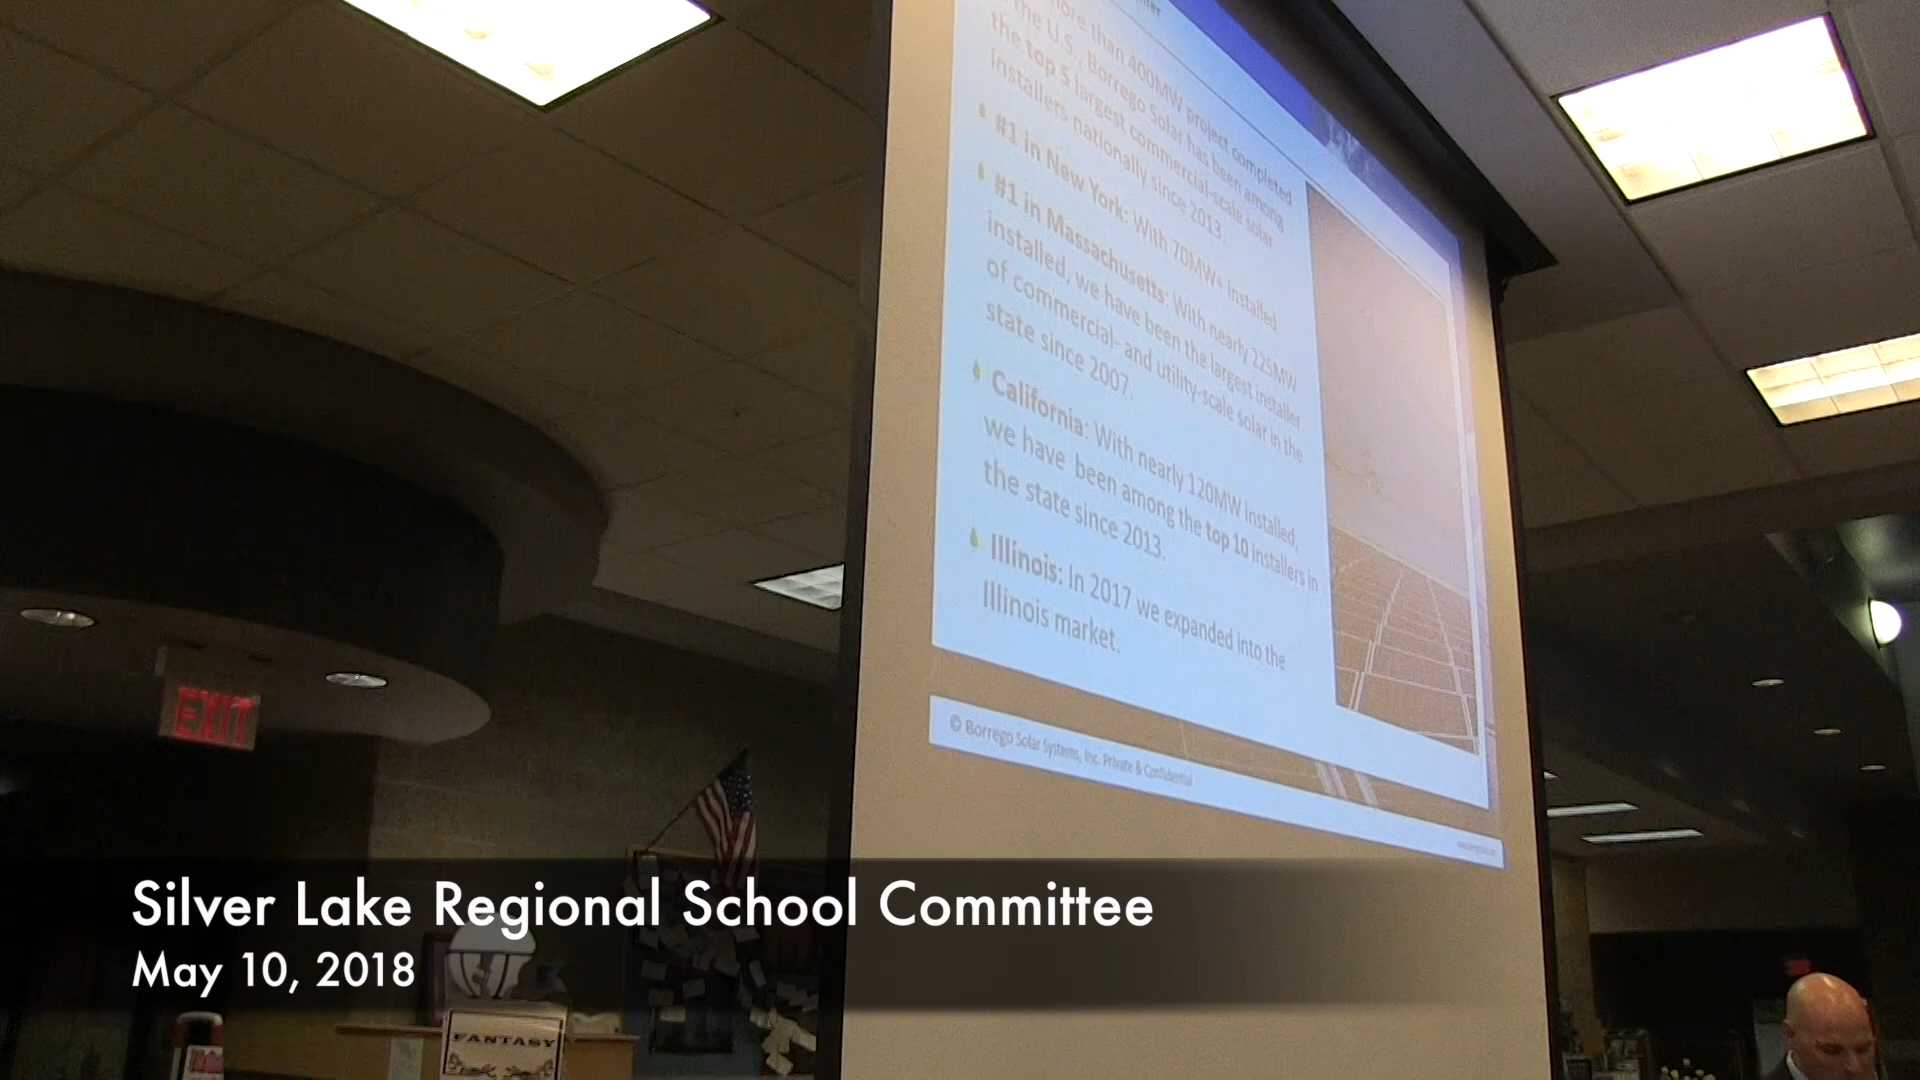 more than 400MW project completed
the U.S., Borrego Solar has been among
the top 5 largest commercial-scale solar
installers nationally since 2013.
#1 in New York: With 70MW+ installed
#1 in Massachusetts: With nearly 225MW
installed, we have been the largest installer
of commercial- and utility-scale solar in the
state since 2007.
California: With nearly 120MW installed,
we have been among the top 10 installers in
the state since 2013.
Illinois: In 2017 we expanded into the
Illinois market.
© Borrego Solar Systems, Inc. Private & Confidential
EXIT
Silver Lake Regional School Committee
May 10, 2018
FANTASY